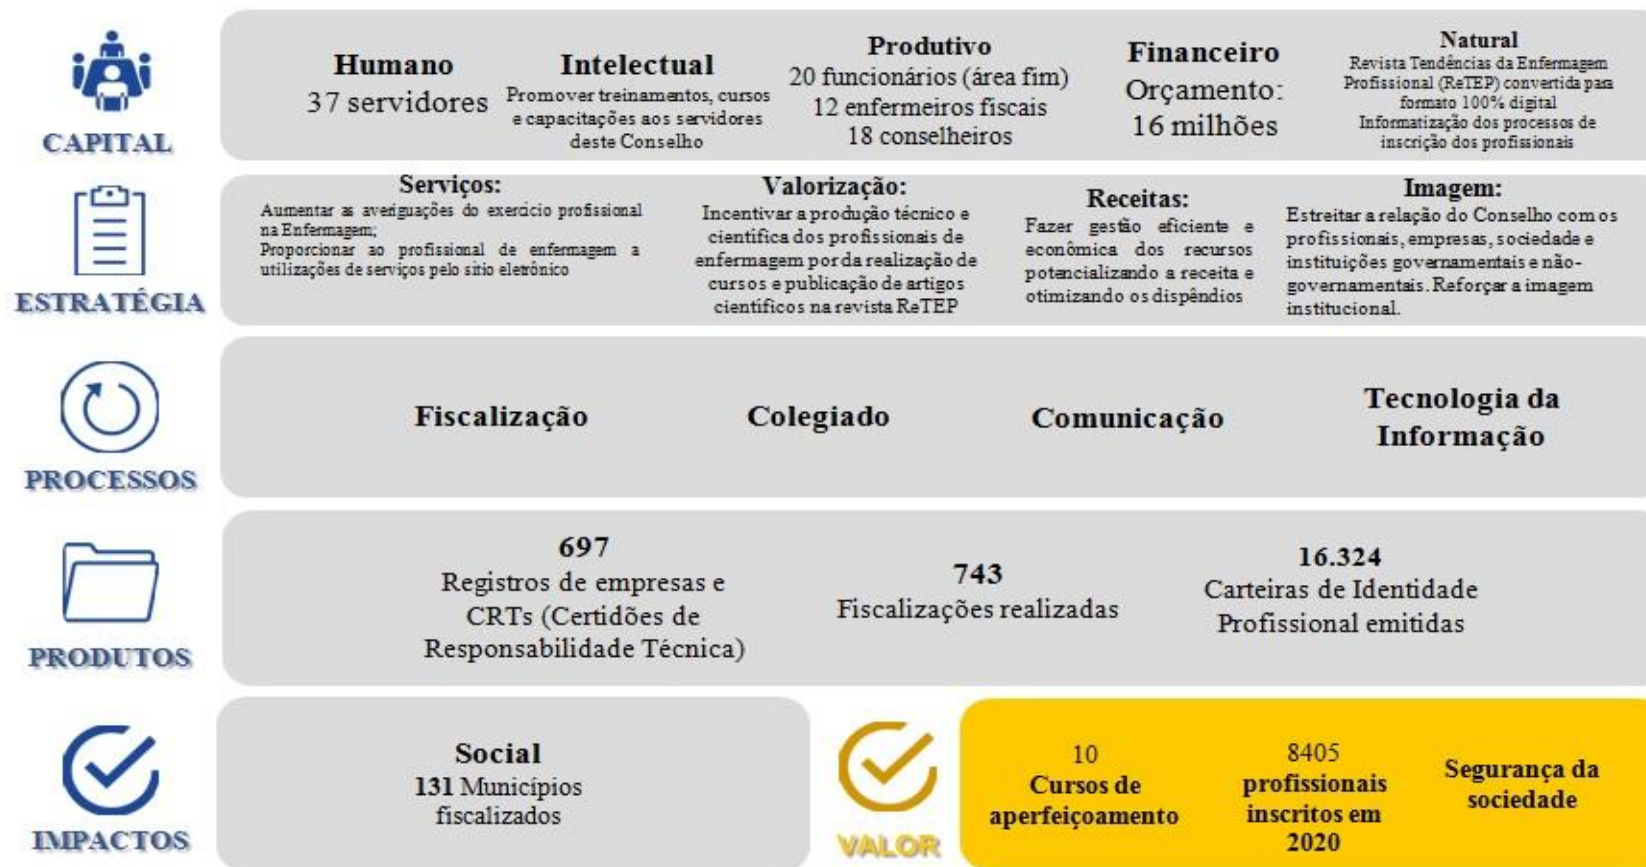 CAPITAL
Humano
37 servidores
Intelectual
Promover treinamentos, cursos
e capacitações aos servidores
deste Conselho
Produtivo
20 funcionários (área fim)
12 enfermeiros fiscais
18 conselheiros
Financeiro
Orçamento:
16 milhões
Natural
Revista Tendências da Enfermagem
Profissional (ReTEP) convertida para
formato 100% digital
Informatização dos processos de
inscrição dos profissionais
ESTRATÉGIA
Serviços:
Aumentar as averiguações do exercício profissional
na Enfermagem;
Proporcionar ao profissional de enfermagem a
utilizações de serviços pelo sítio eletrônico
Valorização:
Incentivar a produção técnico e
científica dos profissionais de
enfermagem por da realização de
cursos e publicação de artigos
científicos na revista ReTEP
Receitas:
Fazer gestão eficiente e
econômica dos recursos
potencializando a receita e
otimizando os dispêndios
Imagem:
Estreitar a relação do Conselho com os
profissionais, empresas, sociedade e
instituições governamentais e não-
governamentais. Reforçar a imagem
institucional.
PROCESSOS
Fiscalização
Colegiado
Comunicação
Tecnologia da
Informação
PRODUTOS
697
Registros de empresas e
CRTs (Certidões de
Responsabilidade Técnica)
743
Fiscalizações realizadas
16.324
Carteiras de Identidade
Profissional emitidas
IMPACTOS
Social
131 Municípios
fiscalizados
VALOR
10
Cursos de
aperfeiçoamento
8405
profissionais
inscritos em
2020
Segurança da
sociedade